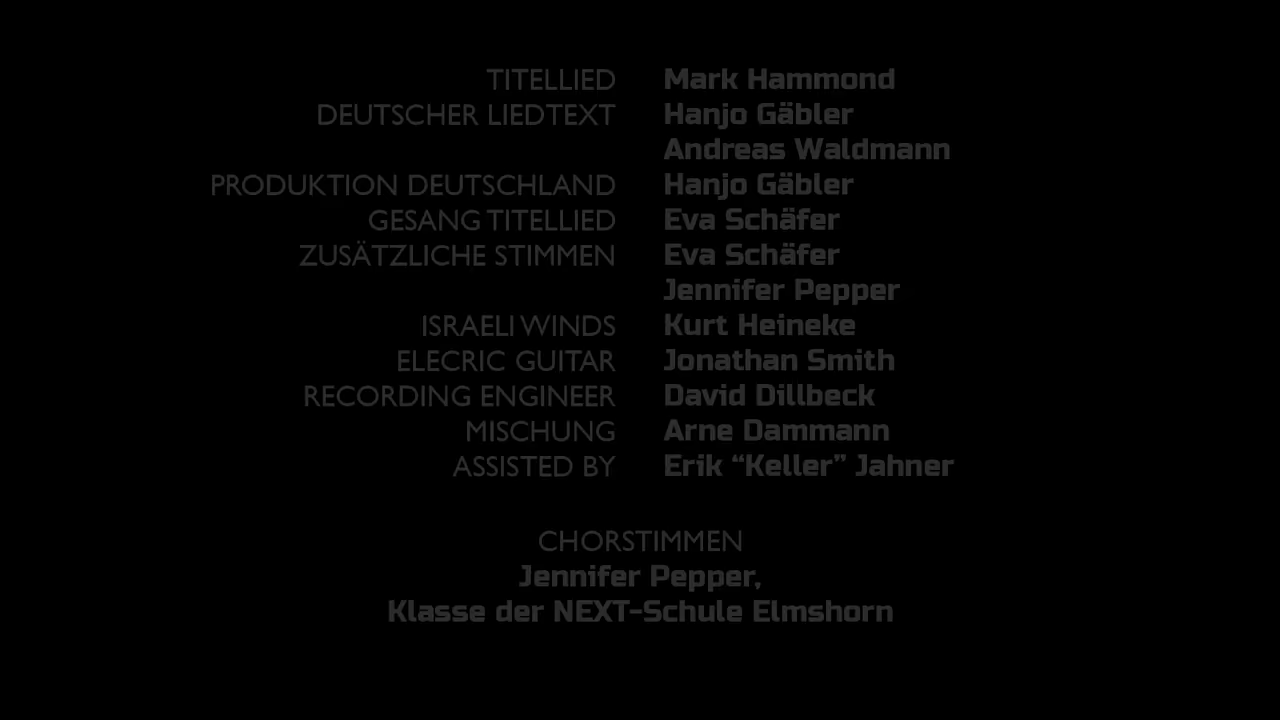 TITELLIED Mark Hammond
DEUTSCHER LIEDTEXT Hanjo Gäbler
Andreas Waldmann
PRODUKTION DEUTSCHLAND Hanjo Gäbler
GESANG TITELLIED Eva Schäfer
ZUSÄTZLICHE STIMMEN Eva Schäfer
Jennifer Pepper
ISRAELI WINDS Kurt Heineke
ELECRIC GUITAR Jonathan Smith
RECORDING ENGINEER David Dillbeck
MISCHUNG Arne Dammann
ASSISTED BY Erik “Keller” Jahner
CHORSTIMMEN
Jennifer Pepper,
Klasse der NEXT-Schule Elmshorn